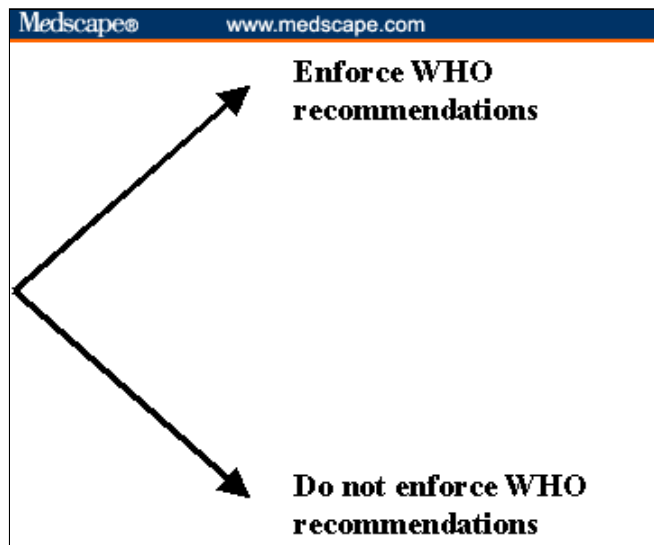 Medscape® www.medscape.com
Enforce WHO
recommendations
Do not enforce WHO
recommendations